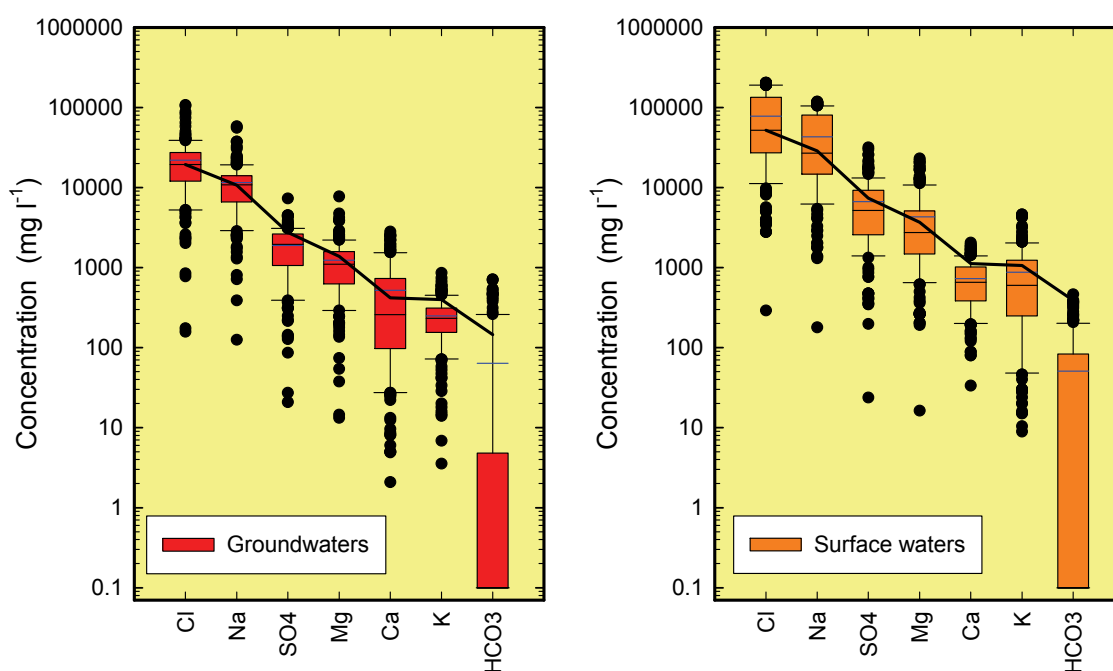 Concentration (mg l⁻¹)
1000000
100000
10000
1000
100
10
1
0.1
Groundwaters
Cl
Na
SO4
Mg
Ca
K
HCO3
Concentration (mg l⁻¹)
1000000
100000
10000
1000
100
10
1
0.1
Surface waters
Cl
Na
SO4
Mg
Ca
K
HCO3